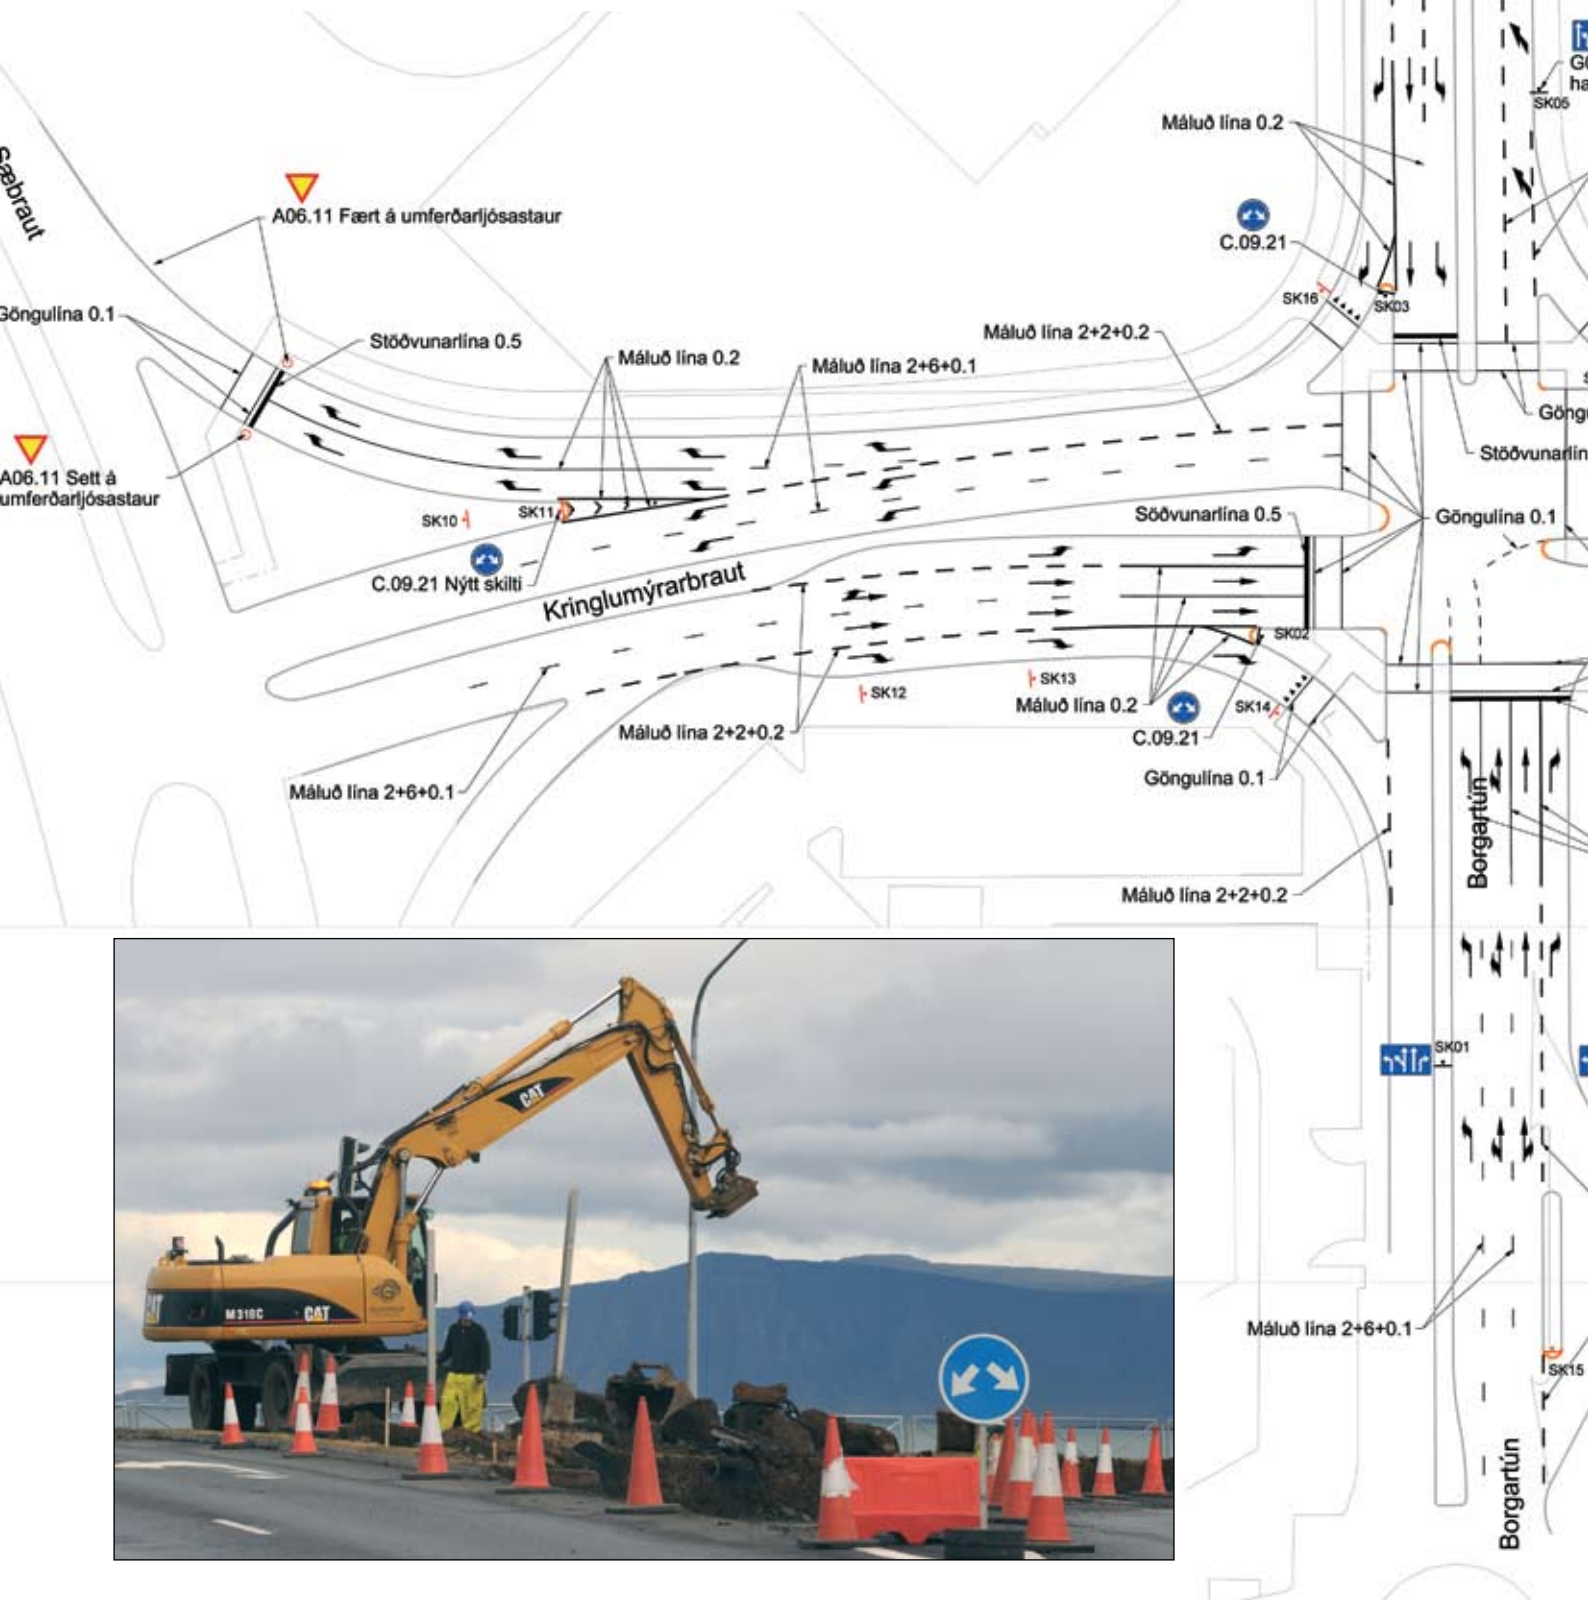 Sæbraut
A06.11 Fært á umferðarljósastaur
Göngulína 0.1
Stöðvunarlína 0.5
A06.11 Sett á
umferðarljósastaur
Máluð lína 0.2
Máluð lína 2+6+0.1
Máluð lína 2+2+0.2
Máluð lína 0.2
C.09.21
SK16
SK03
SK05
SK10
SK11
C.09.21 Nýtt skilti
Kringlumýrarbraut
Söðvunarlína 0.5
Göngulína 0.1
Stöðvunarlín
Göngu
SK02
SK12
SK13
SK14
Máluð lína 0.2
C.09.21
Göngulína 0.1
Máluð lína 2+2+0.2
Máluð lína 2+6+0.1
Máluð lína 2+2+0.2
Borgartún
SK01
Máluð lína 2+6+0.1
SK15
Borgartún
CAT
CAT
M318C
CAT